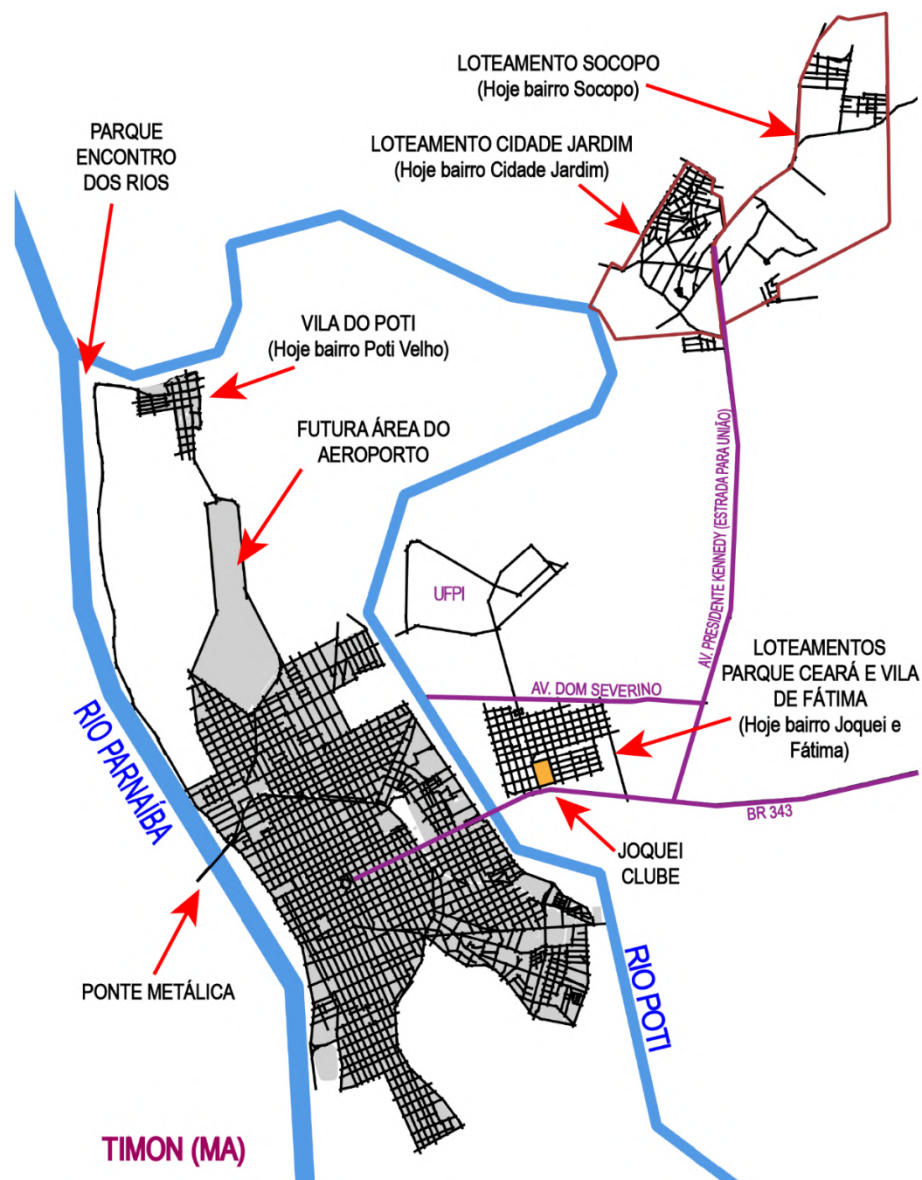 LOTEAMENTO SOCOPO
(Hoje bairro Socopo)
PARQUE
ENCONTRO
DOS RIOS
LOTEAMENTO CIDADE JARDIM
(Hoje bairro Cidade Jardim)
VILA DO POTI
(Hoje bairro Poti Velho)
FUTURA ÁREA DO
AEROPORTO
UFPI
AV. PRESIDENTE KENNEDY (ESTRADA PARA UNIÃO)
LOTEAMENTOS
PARQUE CEARÁ E VILA
DE FÁTIMA
(Hoje bairro Joquei e
Fátima)
AV. DOM SEVERINO
RIO PARNAÍBA
BR 343
JOQUEI
CLUBE
PONTE METÁLICA
RIO POTI
TIMON (MA)